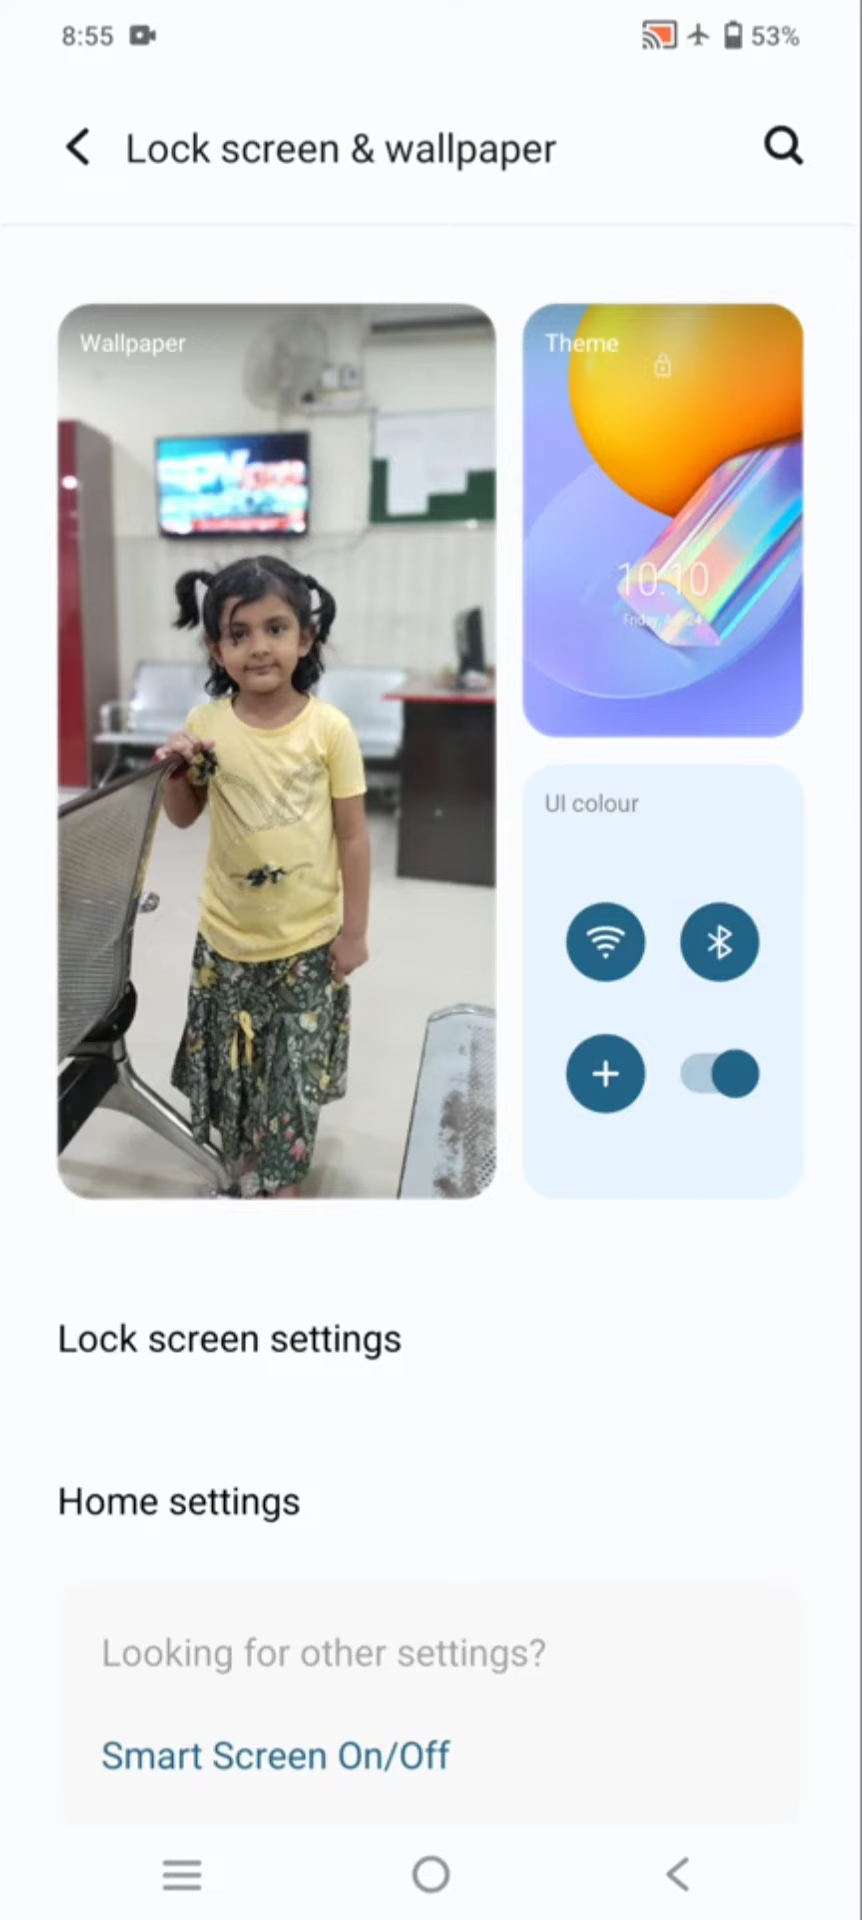 8:55
53%
Lock screen & wallpaper
Wallpaper
Theme
10:10
UI colour
Lock screen settings
Home settings
Looking for other settings?
Smart Screen On/Off